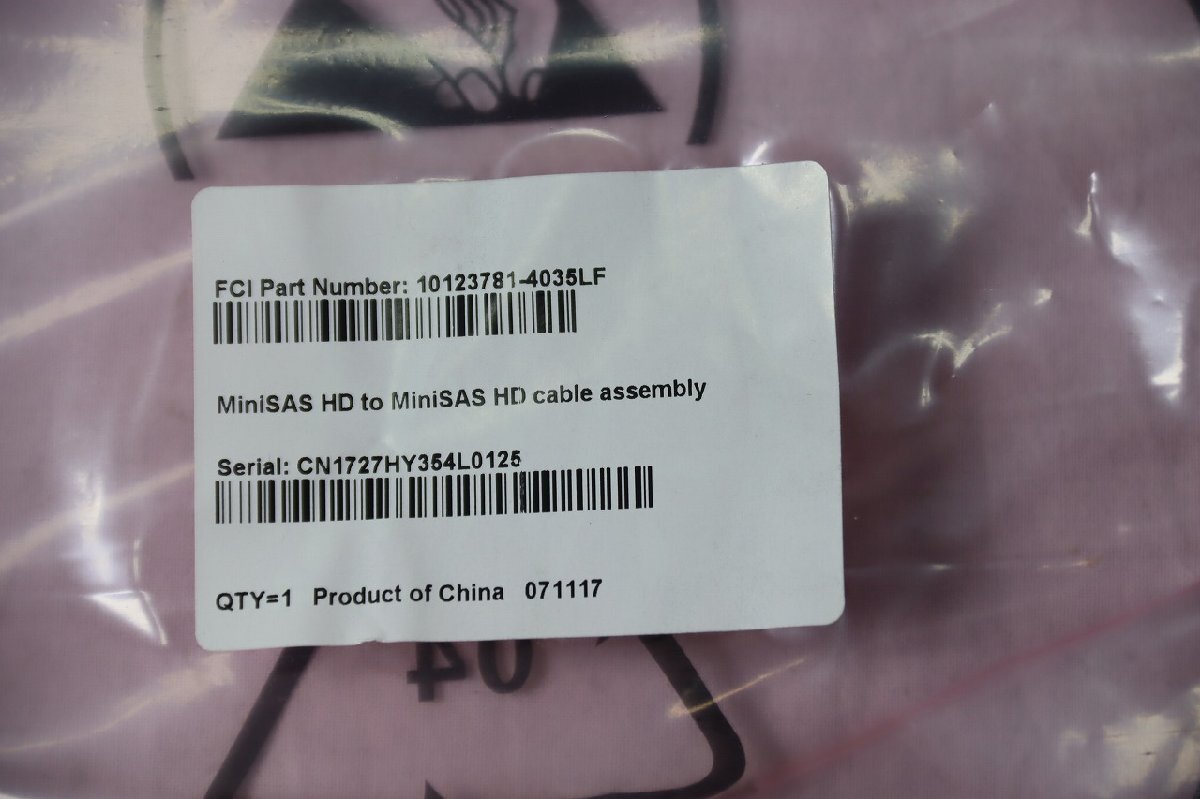 FCI Part Number: 10123781-4035LF
MiniSAS HD to MiniSAS HD cable assembly
Serial: CN1727HY354L0125
QTY=1 Product of China 071117
04